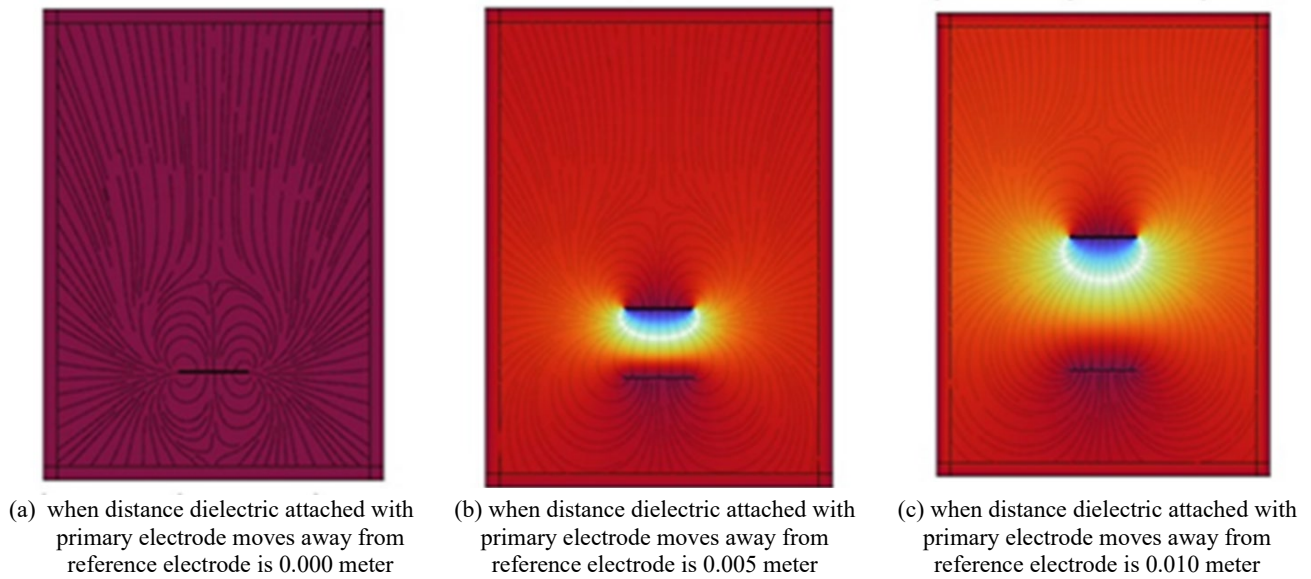 (a) when distance dielectric attached with
primary electrode moves away from
reference electrode is 0.000 meter
(b) when distance dielectric attached with
primary electrode moves away from
reference electrode is 0.005 meter
(c) when distance dielectric attached with
primary electrode moves away from
reference electrode is 0.010 meter